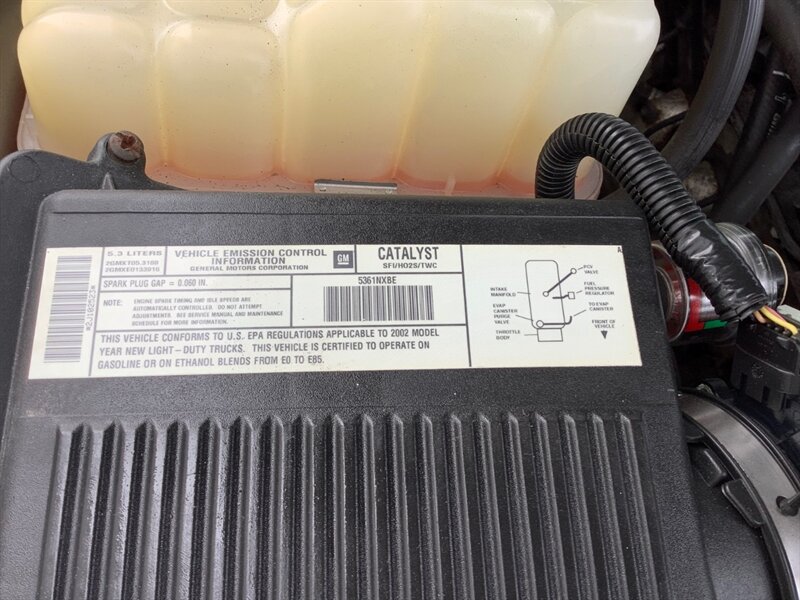 5.3 LITERS
2GMXT05.3188
2GMXE0133910
VEHICLE EMISSION CONTROL
INFORMATION
GENERAL MOTORS CORPORATION
GM
CATALYST
SFI/HO2S/TWC
A
SPARK PLUG GAP = 0.060 IN.
NOTE: ENGINE SPARK TIMING AND IDLE SPEEDS ARE
AUTOMATICALLY CONTROLLED. DO NOT ATTEMPT
ADJUSTMENTS. SEE SERVICE MANUAL AND MAINTENANCE
SCHEDULE FOR MORE INFORMATION.
5361NXBE
THIS VEHICLE CONFORMS TO U.S. EPA REGULATIONS APPLICABLE TO 2002 MODEL
YEAR NEW LIGHT-DUTY TRUCKS. THIS VEHICLE IS CERTIFIED TO OPERATE ON
GASOLINE OR ON ETHANOL BLENDS FROM E0 TO E85.
PCV
VALVE
FUEL
PRESSURE
REGULATOR
INTAKE
MANIFOLD
EVAP
CANISTER
PURGE
VALVE
TO EVAP
CANISTER
THROTTLE
BODY
FRONT OF
VEHICLE